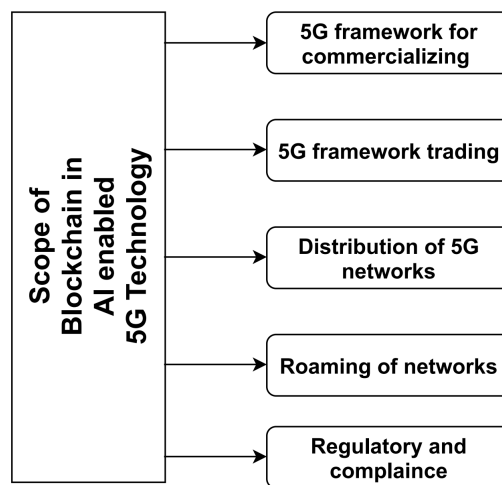 Scope of
Blockchain in
AI enabled
5G Technology
5G framework for
commercializing
5G framework trading
Distribution of 5G
networks
Roaming of networks
Regulatory and
complaince